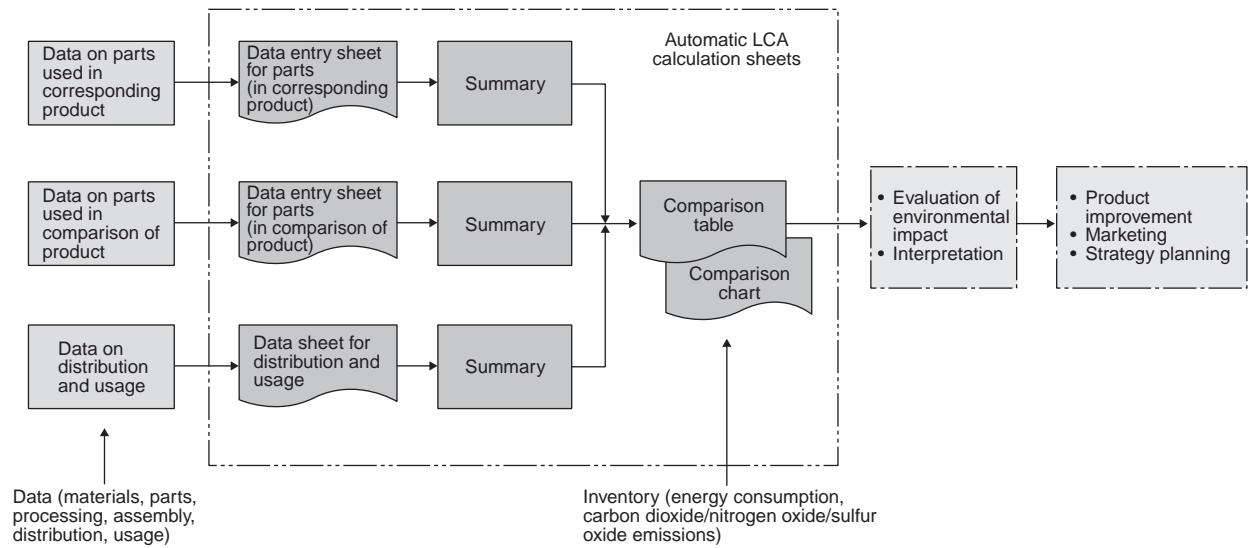 Automatic LCA
calculation sheets
Data on parts
used in
corresponding
product
Data entry sheet
for parts
(in corresponding
product)
Summary
Data on parts
used in
comparison of
product
Data entry sheet
for parts
(in comparison of
product)
Summary
Comparison
table
Comparison
chart
• Evaluation of
environmental
impact
• Interpretation
• Product
improvement
• Marketing
• Strategy planning
Data on
distribution
and usage
Data sheet for
distribution and
usage
Summary
Data (materials, parts,
processing, assembly,
distribution, usage)
Inventory (energy consumption,
carbon dioxide/nitrogen oxide/sulfur
oxide emissions)